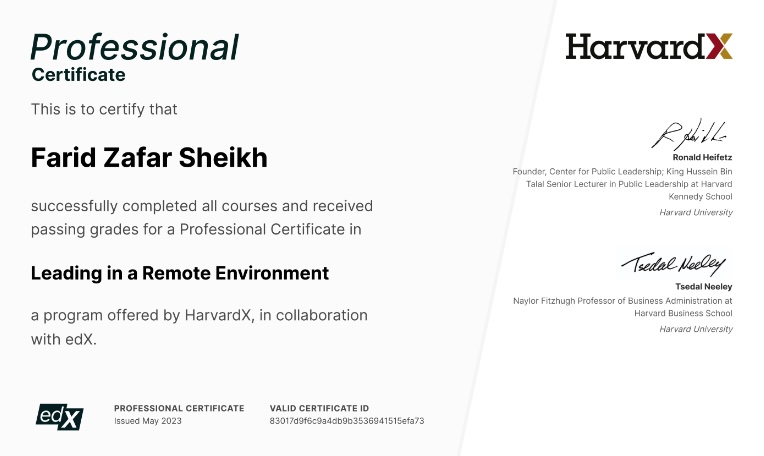 Professional
Certificate
This is to certify that
Farid Zafar Sheikh
successfully completed all courses and received
passing grades for a Professional Certificate in
Leading in a Remote Environment
a program offered by HarvardX, in collaboration
with edX.
edX
PROFESSIONAL CERTIFICATE
Issued May 2023
VALID CERTIFICATE ID
83017d9f6c9a4db9b3536941515efa73
HarvardX
Ronald Heifetz
Founder, Center for Public Leadership; King Hussein Bin
Talal Senior Lecturer in Public Leadership at Harvard
Kennedy School
Harvard University
Tsedal Neeley
Tsedal Neeley
Naylor Fitzhugh Professor of Business Administration at
Harvard Business School
Harvard University